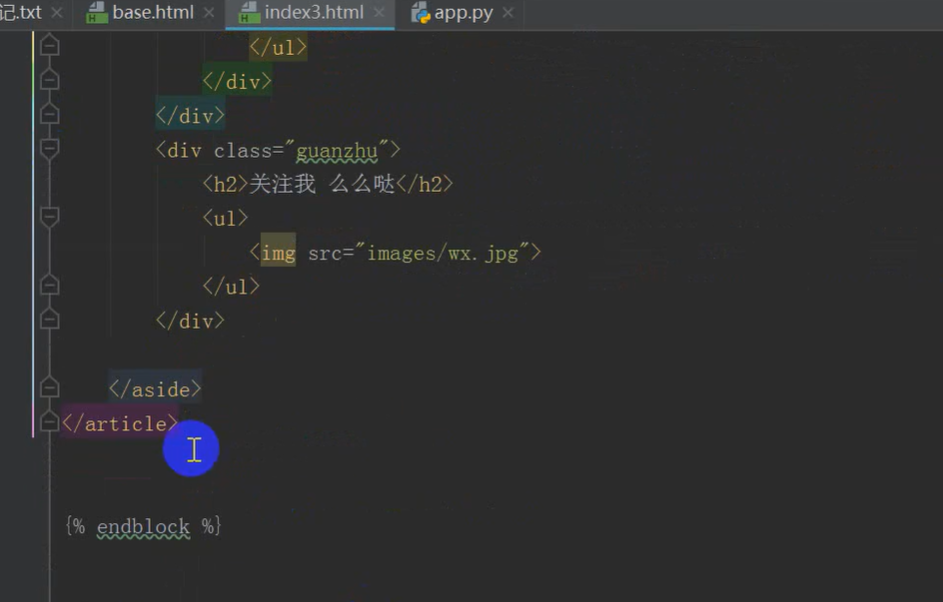 记.txt base.html index3.html app.py
</ul>
</div>
</div>
<div class="guanzhu">
<h2>关注我 么么哒</h2>
<ul>
<img src="images/wx.jpg">
</ul>
</div>
</aside>
</article>
{% endblock %}